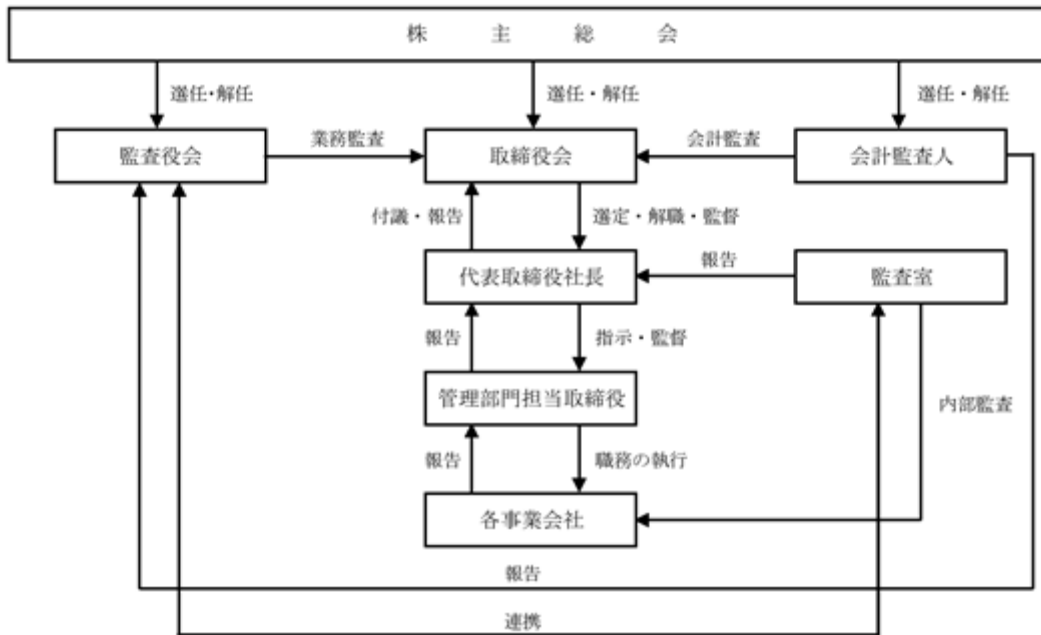 株主総会
選任・解任
選任・解任
選任・解任
監査役会
業務監査
取締役会
会計監査
会計監査人
付議・報告
選定・解職・監督
代表取締役社長
報告
監査室
報告
指示・監督
管理部門担当取締役
内部監査
報告
職務の執行
各事業会社
報告
連携